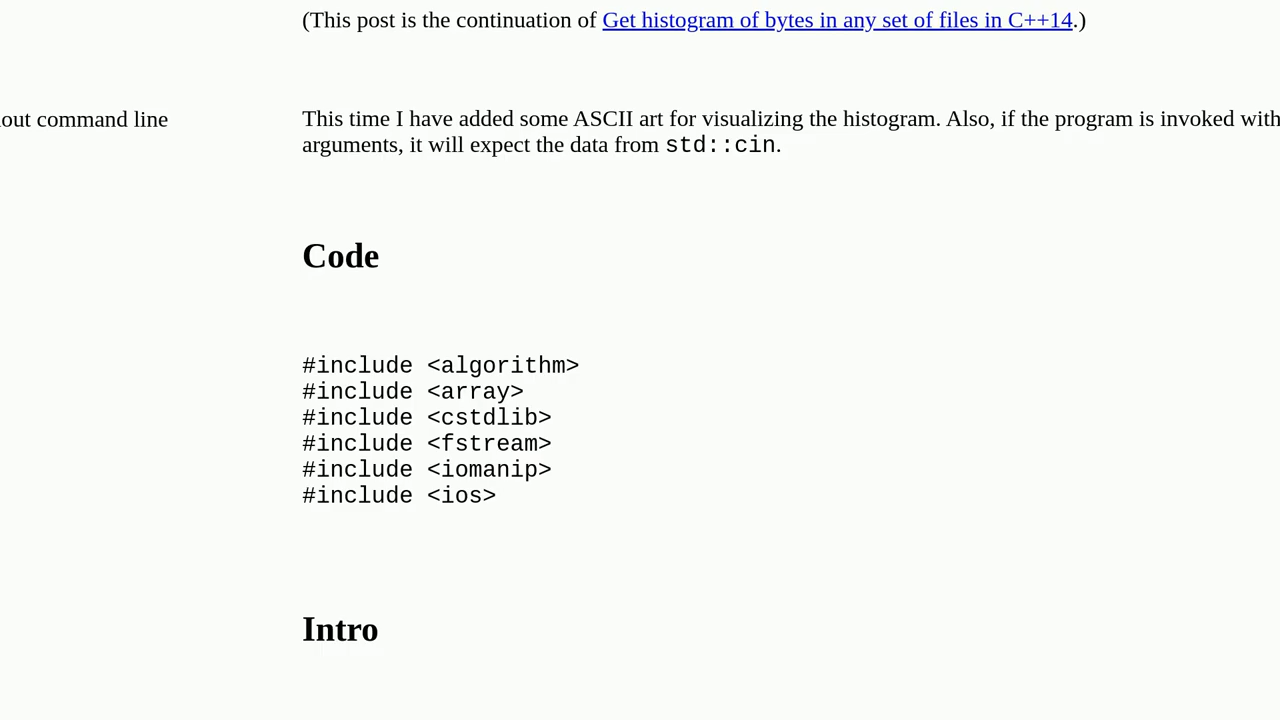 (This post is the continuation of Get histogram of bytes in any set of files in C++14.)
This time I have added some ASCII art for visualizing the histogram. Also, if the program is invoked with
out command line
arguments, it will expect the data from std::cin.
Code
#include <algorithm>
#include <array>
#include <cstdlib>
#include <fstream>
#include <iomanip>
#include <ios>
Intro